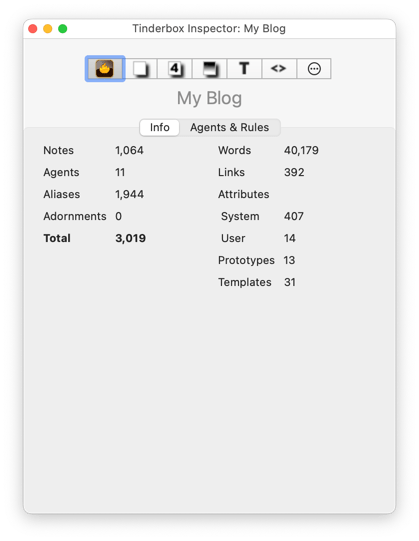 Tinderbox Inspector: My Blog
4 T <>
My Blog
Info Agents & Rules
Notes 1,064 Words 40,179
Agents 11 Links 392
Aliases 1,944 Attributes
Adornments 0 System 407
Total 3,019 User 14
Prototypes 13
Templates 31